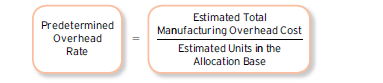 Predetermined
Overhead
Rate
=
Estimated Total
Manufacturing Overhead Cost
Estimated Units in the
Allocation Base